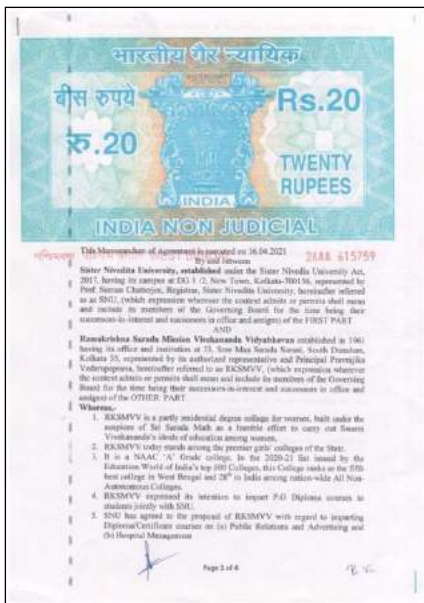 भारतीय गैर न्यायिक
भारत
बीस रुपये
Rs.20
रु.20
TWENTY
RUPEES
INDIA
INDIA NON JUDICIAL
পশ্চিমবঙ্গ पश्चिम बंगाल WEST BENGAL
26AA 615759
This Memorandum of Agreement is executed on 16.04.2021
By and between
Sister Nivedita University, established under the Sister Nivedita University Act,
2017, having its campus at DG 1 /2, New Town, Kolkata-700156, represented by
Prof. Suman Chatterjee, Registrar, Sister Nivedita University, hereinafter referred
to as SNU, (which expression wherever the context admits or permits shall mean
and include its members of the Governing Board for the time being their
successors-in-interest and successors in office and assigns) of the FIRST PART
AND
Ramakrishna Sarada Mission Vivekananda Vidyabhavan established in 1961
having its office and institution at 33, Sree Maa Sarada Sarani, South Dumdum,
Kolkata 55, represented by its authorized representative and Principal Pravrajika
Vedarupaprana, hereinafter referred to as RKSMVV, (which expression wherever
the context admits or permits shall mean and include its members of the Governing
Board for the time being their successors-in-interest and successors in office and
assigns) of the OTHER PART
Whereas,-
1. RKSMVV is a partly residential degree college for women, built under the
auspices of Sri Sarada Math as a humble effort to carry out Swami
Vivekananda's ideals of education among women.
2. RKSMVV today stands among the premier girls' colleges of the State.
3. It is a NAAC 'A' Grade college. In the 2020-21 list issued by the
Education World of India's top 500 Colleges, this College ranks as the fifth
best college in West Bengal and 28th in India among nation-wide All Non-
Autonomous Colleges.
4. RKSMVV expressed its intention to impart P.G Diploma courses to
students jointly with SNU.
5. SNU has agreed to the proposal of RKSMVV with regard to imparting
Diploma/Certificate courses on (a) Public Relations and Advertising and
(b) Hospital Management
Page 1 of 6